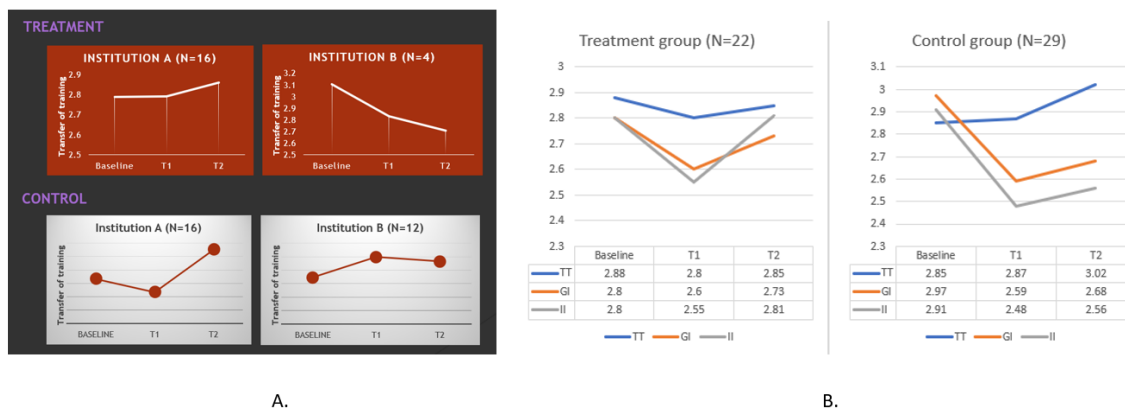 TREATMENT
INSTITUTION A (N=16)
Transfer of training
2.9
2.8
2.7
2.6
2.5
Baseline T1 T2
INSTITUTION B (N=4)
Transfer of training
3.2
3.1
3
2.9
2.8
2.7
2.6
2.5
Baseline T1 T2
CONTROL
Institution A (N=16)
Transfer of training
BASELINE T1 T2
Institution B (N=12)
Transfer of training
BASELINE T1 T2
A.
Treatment group (N=22)
3
2.9
2.8
2.7
2.6
2.5
2.4
2.3
Baseline T1 T2
TT 2.88 2.8 2.85
GI 2.8 2.6 2.73
II 2.8 2.55 2.81
TT GI II
Control group (N=29)
3.1
3
2.9
2.8
2.7
2.6
2.5
2.4
2.3
Baseline T1 T2
TT 2.85 2.87 3.02
GI 2.97 2.59 2.68
II 2.91 2.48 2.56
TT GI II
B.